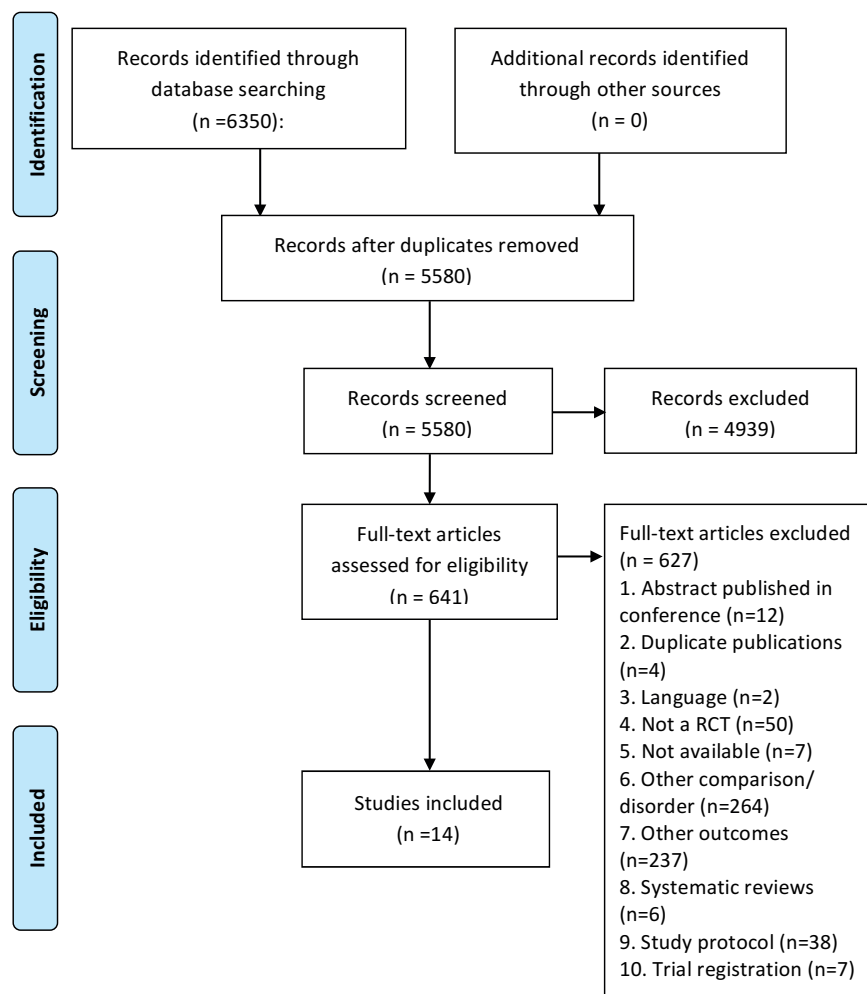 Identification
Records identified through
database searching
(n =6350):
Additional records identified
through other sources
(n = 0)
Records after duplicates removed
(n = 5580)
Screening
Records screened
(n = 5580)
Records excluded
(n = 4939)
Eligibility
Full-text articles
assessed for eligibility
(n = 641)
Full-text articles excluded
(n = 627)
1. Abstract published in
conference (n=12)
2. Duplicate publications
(n=4)
3. Language (n=2)
4. Not a RCT (n=50)
5. Not available (n=7)
6. Other comparison/
disorder (n=264)
7. Other outcomes
(n=237)
8. Systematic reviews
(n=6)
9. Study protocol (n=38)
10. Trial registration (n=7)
Included
Studies included
(n =14)